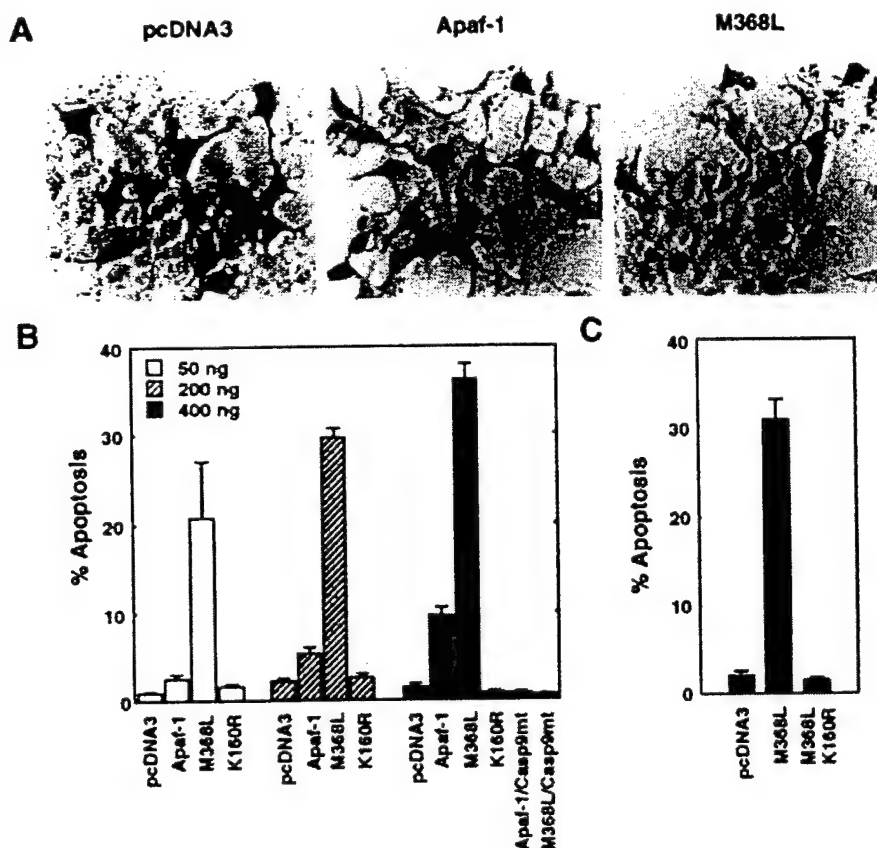 A
pcDNA3
Apaf-1
M368L
B
40
30
20
10
0
% Apoptosis
50 ng
200 ng
400 ng
pcDNA3
Apaf-1
M368L
K160R
pcDNA3
Apaf-1
M368L
K160R
pcDNA3
Apaf-1
M368L
K160R
Apaf-1/Casp9mt
M368L/Casp9mt
C
40
30
20
10
0
% Apoptosis
pcDNA3
M368L
M368L
K160R